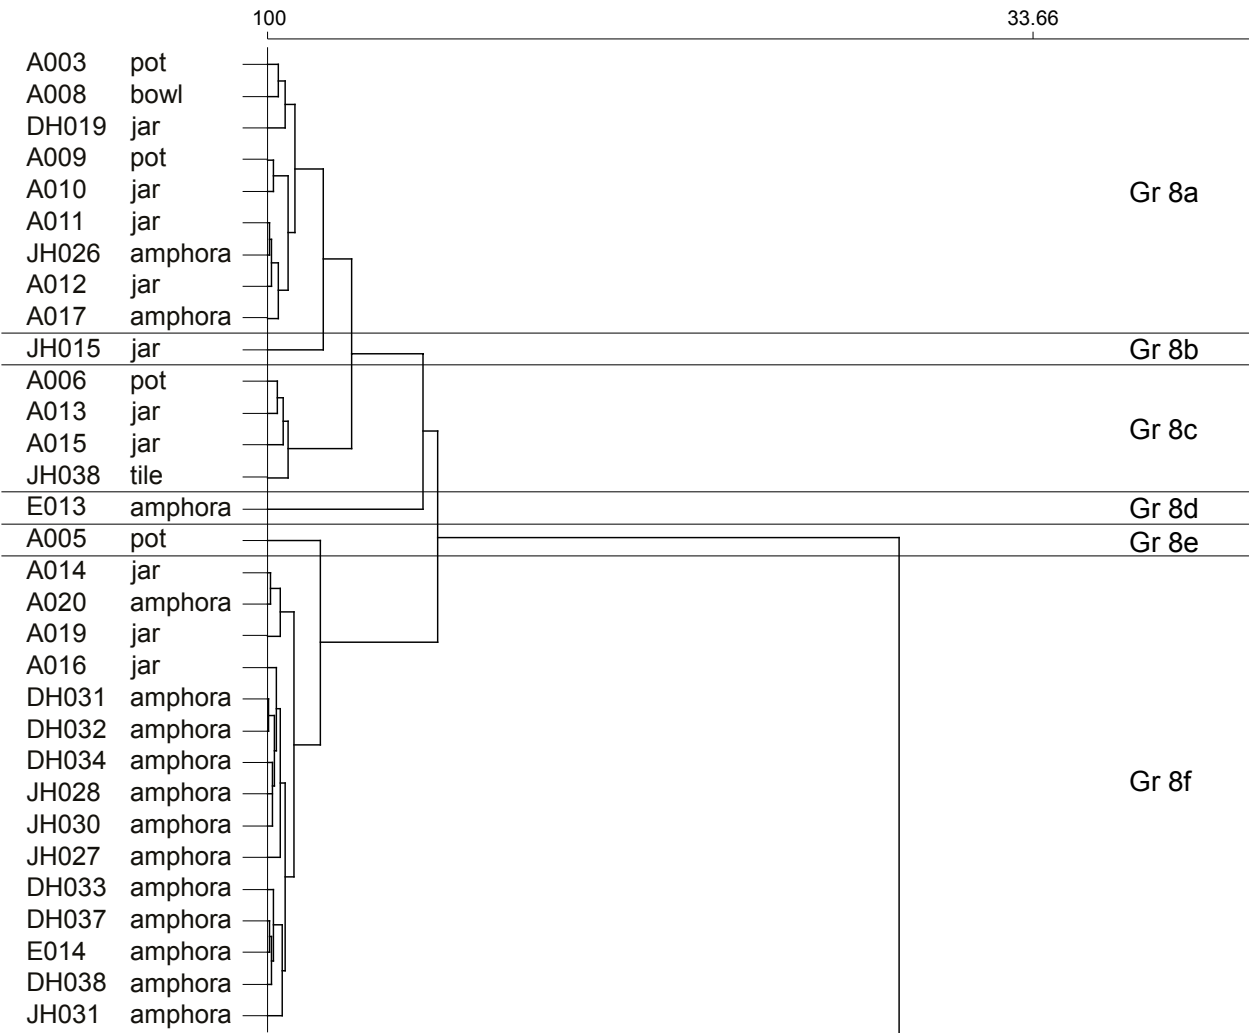 100 33.66
A003 pot
A008 bowl
DH019 jar
A009 pot
A010 jar Gr 8a
A011 jar
JH026 amphora
A012 jar
A017 amphora
JH015 jar Gr 8b
A006 pot
A013 jar Gr 8c
A015 jar
JH038 tile
E013 amphora Gr 8d
A005 pot Gr 8e
A014 jar
A020 amphora
A019 jar
A016 jar
DH031 amphora
DH032 amphora
DH034 amphora Gr 8f
JH028 amphora
JH030 amphora
JH027 amphora
DH033 amphora
DH037 amphora
E014 amphora
DH038 amphora
JH031 amphora